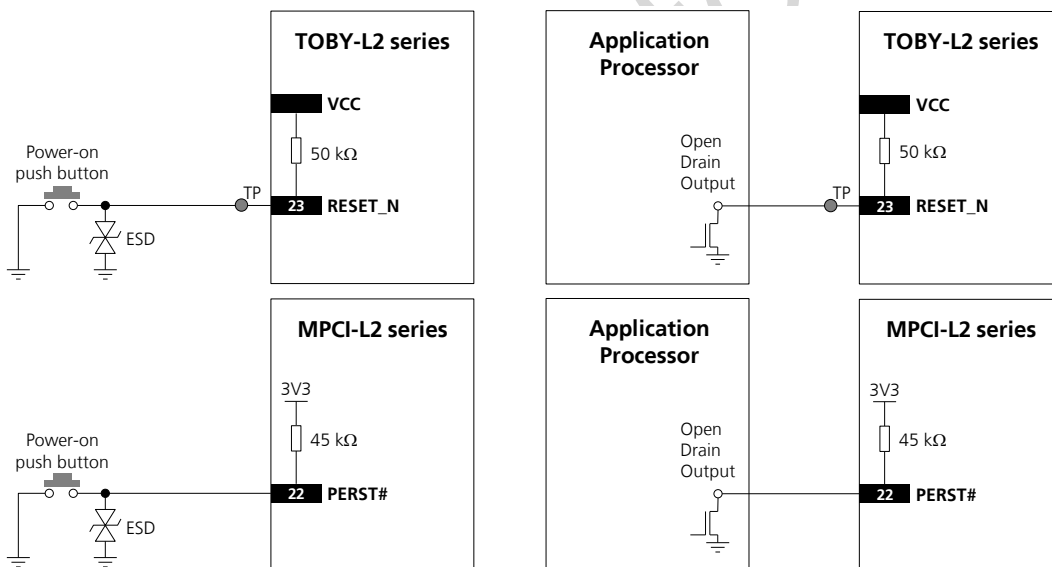 TOBY-L2 series
VCC
50 kΩ
Power-on
push button
TP
23 RESET_N
ESD
Application
Processor
Open
Drain
Output
TOBY-L2 series
VCC
50 kΩ
TP
23 RESET_N
MPCI-L2 series
3V3
45 kΩ
Power-on
push button
22 PERST#
ESD
Application
Processor
Open
Drain
Output
MPCI-L2 series
3V3
45 kΩ
22 PERST#